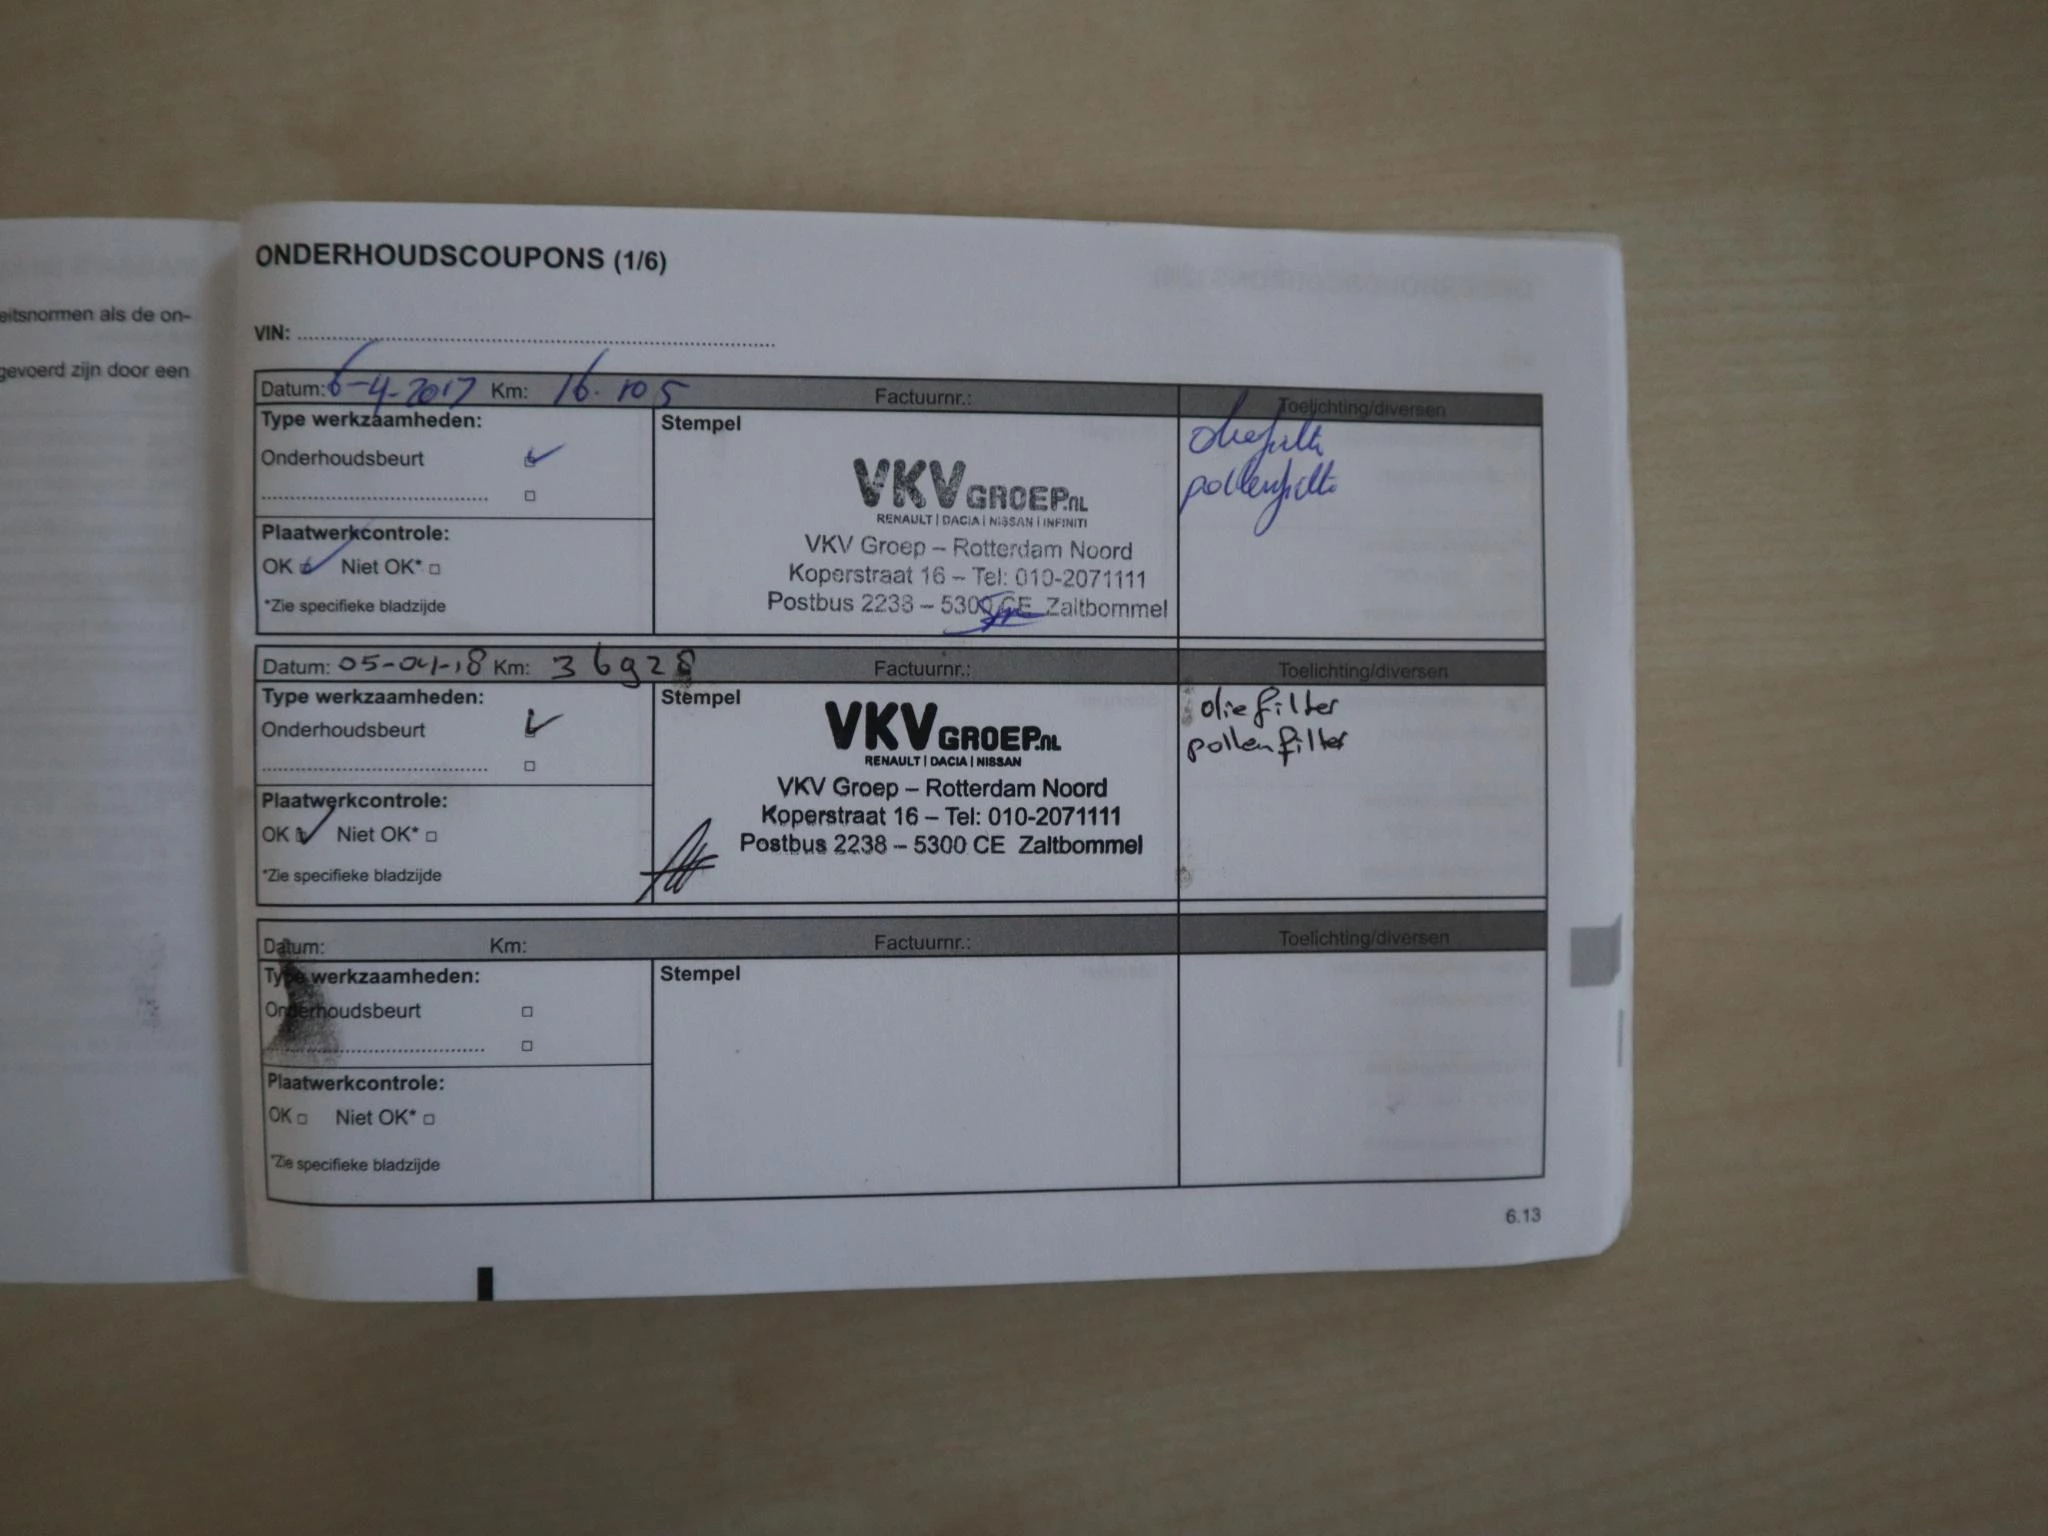 eitsnormen als de on-
gevoerd zijn door een
ONDERHOUDSCOUPONS (1/6)
VIN: ........................................
Datum: 6-4-2017 Km: 16.105 Factuurnr.: Toelichting/diversen
Type werkzaamheden: Stempel
oliefilte
Onderhoudsbeurt
pollenfilte
VKV GROEP.NL
RENAULT | DACIA | NISSAN | INFINITI
Plaatwerkcontrole:
VKV Groep – Rotterdam Noord
OK Niet OK*
Koperstraat 16 – Tel: 010-2071111
*Zie specifieke bladzijde
Postbus 2238 – 5300 CE Zaltbommel
Datum: 05-04-18 Km: 36928 Factuurnr.: Toelichting/diversen
Type werkzaamheden: Stempel
oliefilter
Onderhoudsbeurt
pollenfilter
VKV GROEP.NL
RENAULT | DACIA | NISSAN
VKV Groep – Rotterdam Noord
Plaatwerkcontrole:
Koperstraat 16 – Tel: 010-2071111
OK Niet OK*
Postbus 2238 – 5300 CE Zaltbommel
*Zie specifieke bladzijde
Datum: Km: Factuurnr.: Toelichting/diversen
Type werkzaamheden: Stempel
Onderhoudsbeurt
Plaatwerkcontrole:
OK Niet OK*
*Zie specifieke bladzijde
6.13